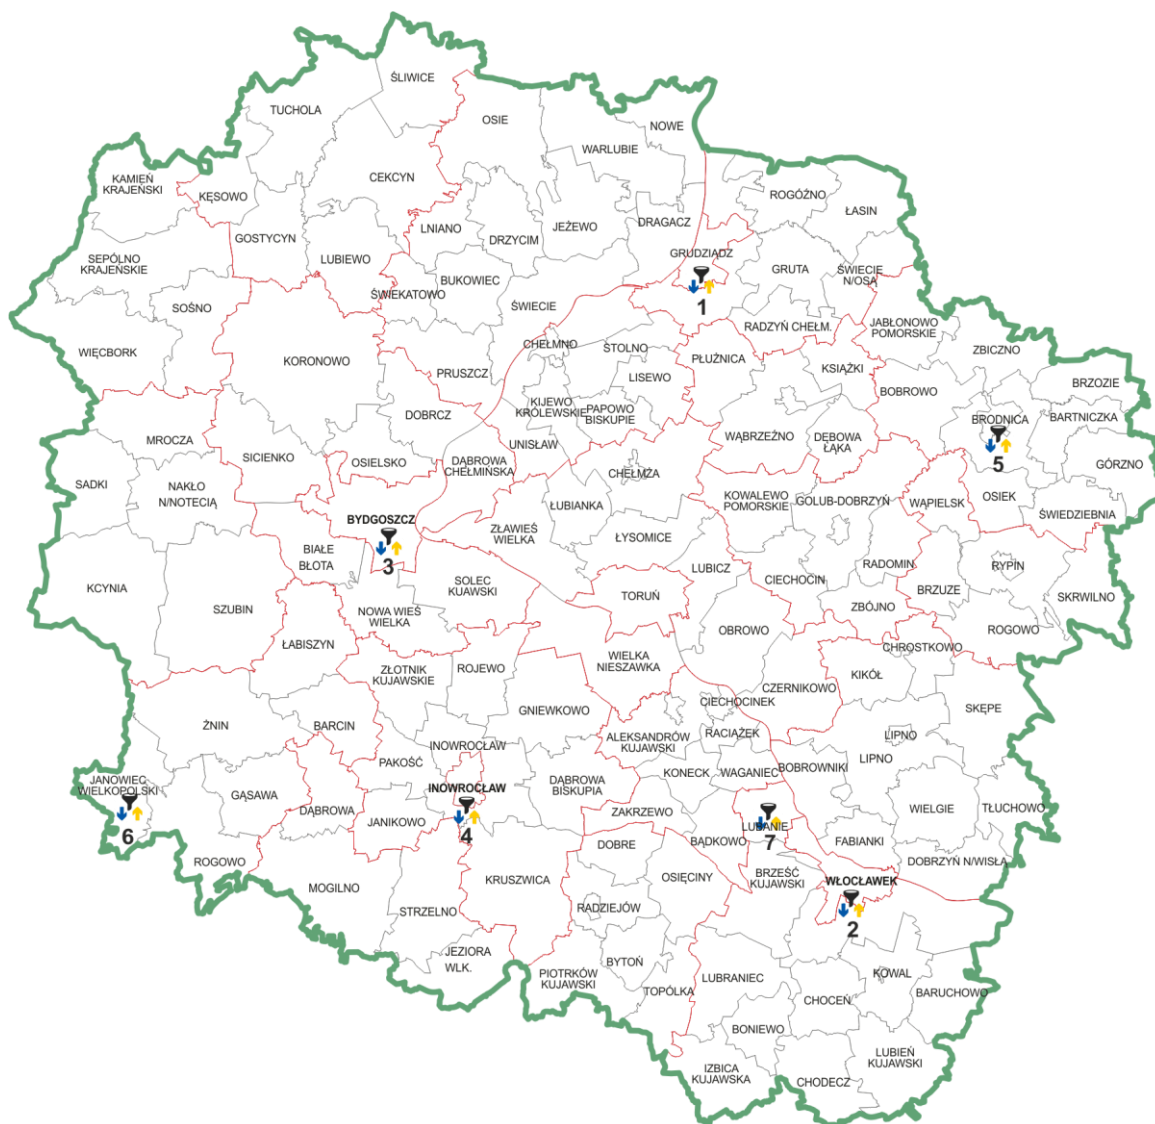 ŚLIWICE
TUCHOLA
OSIE
NOWE
WARLUBIE
KAMIEŃ
KRAJEŃSKI
KĘSOWO
CEKCYN
ROGÓŹNO
ŁASIN
GOSTYCYN
LNIANO
DRZYCIM
JEŻEWO
DRAGACZ
SEPÓLNO
KRAJEŃSKIE
LUBIEWO
BUKOWIEC
GRUDZIĄDZ
1
GRUTA
ŚWIECIE
N/OSĄ
SOŚNO
ŚWIEKATOWO
ŚWIECIE
RADZYŃ CHEŁM.
JABŁONOWO
POMORSKIE
WIĘCBORK
KORONOWO
PRUSZCZ
CHEŁMNO
STOLNO
LISEWO
PŁUŻNICA
KSIĄŻKI
ZBICZNO
BOBROWO
BRZOZIE
DOBRCZ
KIJEWO
KRÓLEWSKIE
PAPOWO
BISKUPIE
BRODNICA
5
BARTNICZKA
MROCZA
SICIENKO
OSIELSKO
DĄBROWA
CHEŁMIŃSKA
UNISŁAW
WĄBRZEŹNO
DĘBOWA
ŁĄKA
GÓRZNO
SADKI
NAKŁO
N/NOTECIĄ
CHEŁMŻA
KOWALEWO
POMORSKIE
GOLUB-DOBRZYŃ
WĄPIELSK
OSIEK
ŚWIEDZIEBNIA
BYDGOSZCZ
3
ZŁAWIEŚ
WIELKA
ŁUBIANKA
ŁYSOMICE
BIAŁE
BŁOTA
LUBICZ
CIECHOCIN
RADOMIN
RYPIN
KCYNIA
SZUBIN
SOLEC
KUAWSKI
TORUŃ
BRZUZE
SKRWILNO
NOWA WIEŚ
WIELKA
ZBÓJNO
ROGOWO
OBROWO
ŁABISZYN
ZŁOTNIK
KUJAWSKIE
ROJEWO
WIELKA
NIESZAWKA
CHROSTKOWO
KIKÓŁ
CZERNIKOWO
CIECHOCINEK
GNIEWKOWO
SKĘPE
ŻNIN
BARCIN
ALEKSANDRÓW
KUJAWSKI
RACIĄŻEK
LIPNO
INOWROCŁAW
PAKOŚĆ
KONECK
WAGANIEC
BOBROWNIKI
LIPNO
JANOWIEC
WIELKOPOLSKI
6
GĄSAWA
DĄBROWA
JANIKOWO
INOWROCŁAW
4
DĄBROWA
BISKUPIA
ZAKRZEWO
WIELGIE
TŁUCHOWO
LUBANIE
7
BĄDKOWO
FABIANKI
DOBRE
ROGOWO
MOGILNO
KRUSZWICA
OSIĘCINY
BRZEŚĆ
KUJAWSKI
DOBRZYŃ N/WISŁĄ
WŁOCŁAWEK
2
STRZELNO
RADZIEJÓW
JEZIORA
WLK.
PIOTRKÓW
KUJAWSKI
BYTOŃ
TOPÓLKA
LUBRANIEC
KOWAL
CHOCEŃ
BARUCHOWO
BONIEWO
IZBICA
KUJAWSKA
CHODECZ
LUBIEŃ
KUJAWSKI